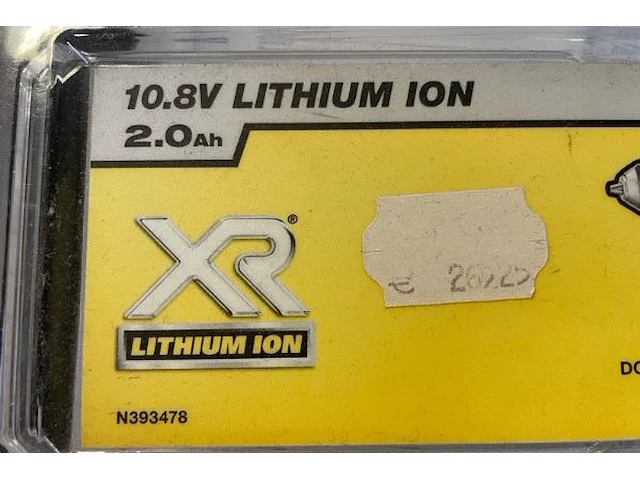 10.8V LITHIUM ION
2.0Ah
XR®
LITHIUM ION
€
N393478